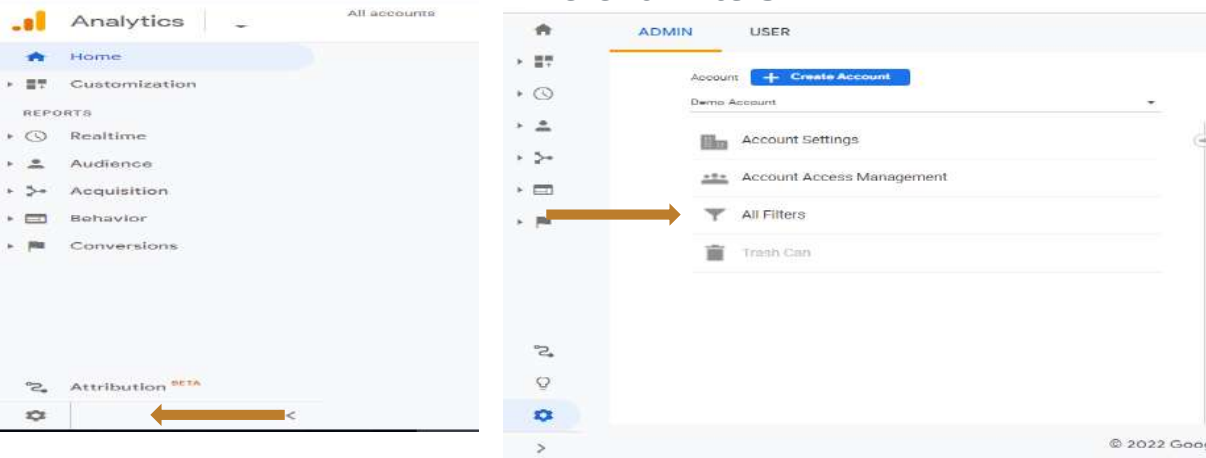 Analytics
All accounts
Home
Customization
REPORTS
Realtime
Audience
Acquisition
Behavior
Conversions
Attribution BETA
<
ADMIN USER
Account + Create Account
Demo Account
Account Settings
Account Access Management
All Filters
Trash Can
>
© 2022